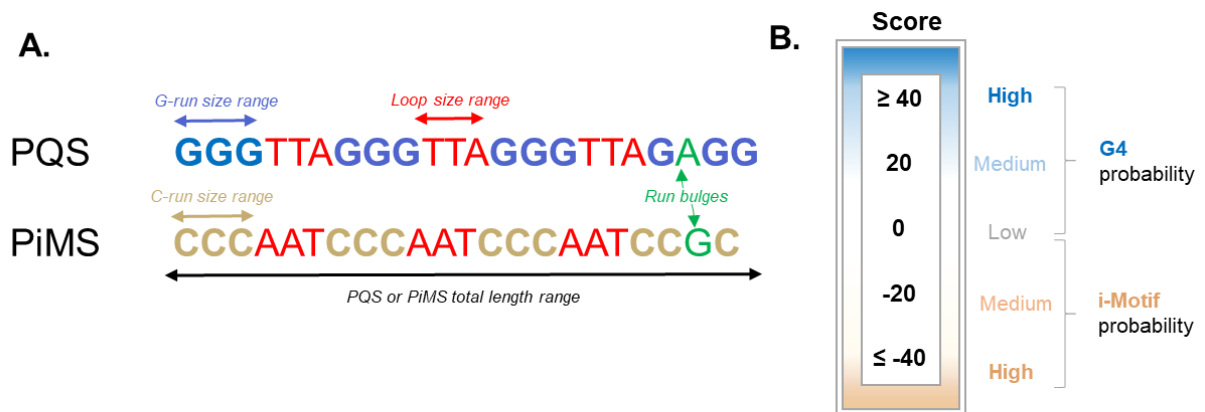 A.
G-run size range
Loop size range
PQS GGGTTAGGGTTAGGGTTAGAGG
C-run size range
Run bulges
PiMS CCCAATCCCAATCCCAATCCGC
PQS or PiMS total length range
B.
Score
≥ 40 High
20 Medium
G4
probability
0 Low
-20 Medium
i-Motif
probability
≤ -40 High